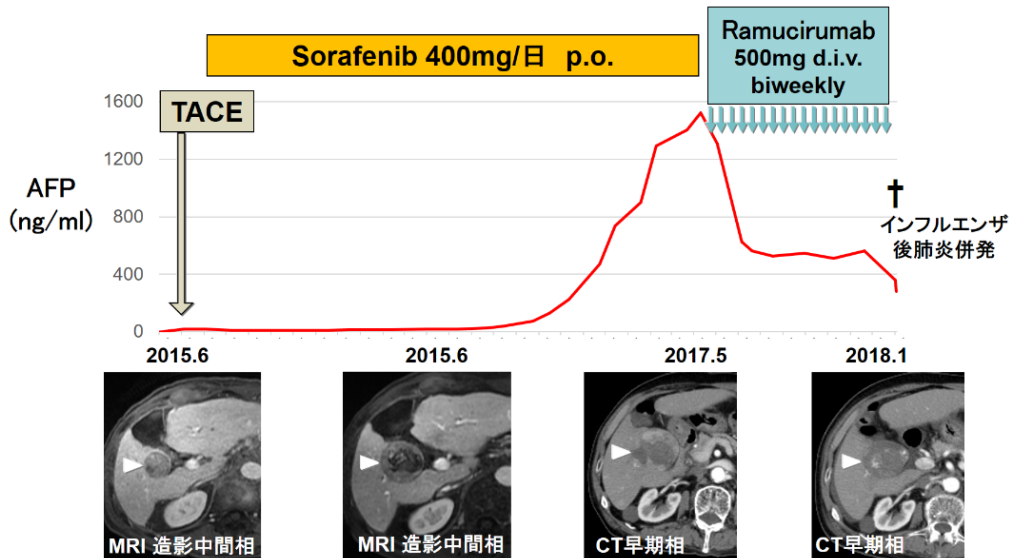 Sorafenib 400mg/日 p.o.
Ramucirumab
500mg d.i.v.
biweekly
TACE
AFP
(ng/ml)
1600
1200
800
400
0
†
インフルエンザ
後肺炎併発
2015.6
2015.6
2017.5
2018.1
MRI 造影中間相
MRI 造影中間相
CT早期相
CT早期相